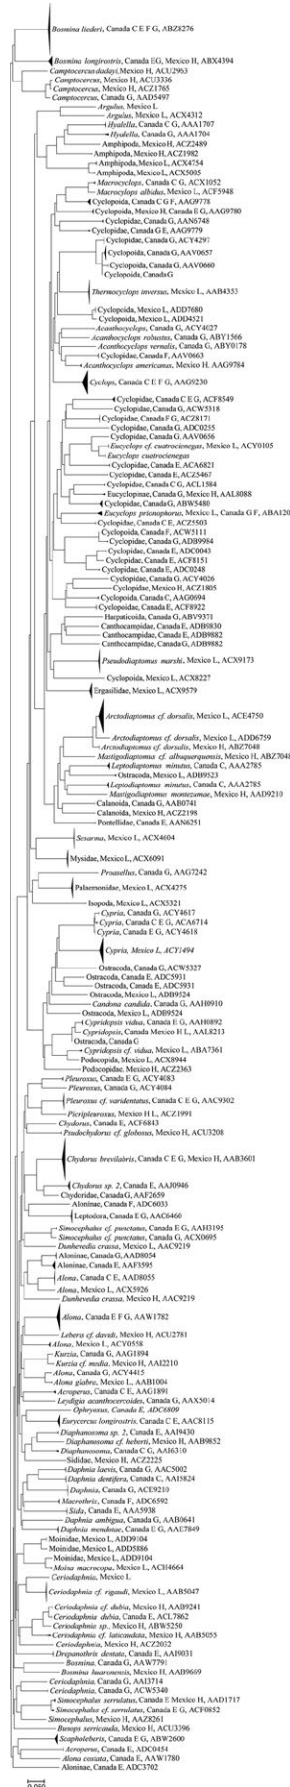 Bosmina liederi, Canada C E F G, ABZ8276
Bosmina longirostris, Canada EG, Mexico H, ABX4394
Camptocercus dadayi, Mexico H, ACU2963
Camptocercus, Mexico H, ACU3336
Camptocercus, Mexico H, ACZ1765
Camptocercus, Canada G, AAD5497
Argulus, Mexico L
Argulus, Mexico L, ACX4312
Hyalella, Canada C G, AAA1707
Hyalella, Canada G, AAA1704
Amphipoda, Mexico H, ACZ2489
Amphipoda, Mexico H, ACZ1982
Amphipoda, Mexico L, ACX4754
Amphipoda, Mexico L, ACX5005
Macrocyclops, Canada C G, ACX1052
Macrocyclops albidus, Mexico L, ACF5948
Cyclopoida, Canada C G F, AAG9778
Cyclopoida, Mexico H, Canada E G, AAG9780
Cyclopidae, Canada G, AAN6748
Cyclopidae, Canada G E, AAG9779
Cyclopidae, Canada G, ACY4297
Cyclopoida, Canada G, AAV0657
Cyclopoida, Canada G, AAV0660
Cyclopoida, Canada G
Thermocyclops inversus, Mexico L, AAB4353
Cyclopoida, Mexico L, ADD7680
Cyclopoida, Mexico L, ADD4521
Acanthocyclops, Canada G, ACY4027
Acanthocyclops robustus, Canada G, ABY1566
Acanthocyclops vernalis, Canada G, ABY0178
Cyclopidae, Canada F, AAV0663
Acanthocyclops americanus, Mexico H, AAG9784
Cyclops, Canada C E F G, AAG9230
Cyclopidae, Canada C E G, ACF8549
Cyclopidae, Canada G, ACW5318
Cyclopidae, Canada F G, ACZ8171
Cyclopidae, Canada G, ADC0255
Cyclopidae, Canada G, AAV0656
Eucyclops cf cuatrocienegas, Mexico L, ACY0105
Eucyclops cuatrocienegas
Cyclopidae, Canada E, ACA6821
Cyclopidae, Canada E, ACZ5467
Cyclopidae, Canada C G, ACL1584
Eucyclopinae, Canada G, Mexico H, AAL8088
Cyclopidae, Canada G, ABW5480
Eucyclops prionophorus, Mexico L, Canada G F, ABA120
Cyclopidae, Canada C E, ACZ5503
Cyclopoida, Canada F, ACW5111
Cyclopoida, Canada G, ADB9984
Cyclopidae, Canada E, ADC0043
Cyclopidae, Canada E, ACF8151
Cyclopidae, Canada E, ADC0248
Cyclopidae, Canada G, ACY4026
Cyclopidae, Mexico H, ACZ1805
Cyclopoida, Canada C, AAG0694
Cyclopoida, Canada E, ACF8922
Harpaticoida, Canada G, ABV9371
Canthocampidae, Canada E, ADB9830
Canthocampidae, Canada E, ADB9882
Canthocampidae, Canada G, ADB9882
Pseudodiaptomus marshi, Mexico L, ACX9173
Cyclopoida, Mexico L, ACX8227
Ergasilidae, Mexico L, ACX9579
Arctodiaptomus cf. dorsalis, Mexico L, ACE4750
Arctodiaptomus cf. dorsalis, Mexico L, ADD6759
Arctodiaptomus cf. dorsalis, Mexico H, ABZ7048
Mastigodiaptomus cf. albuquerquensis, Mexico H, ABZ7048
Leptodiaptomus minutus, Canada C, AAA2785
Ostracoda, Mexico L, ADB9523
Leptodiaptomus minutus, Canada C, AAA2785
Mastigodiaptomus montezumae, Mexico H, AAD9210
Calanoida, Canada G, AAB0741
Calanoida, Mexico H, ACZ2198
Pontellidae, Canada E, AAN6251
Sesarma, Mexico L, ACX4604
Mysidae, Mexico L, ACX6091
Proasellus, Canada G, AAG7242
Palaemonidae, Mexico L, ACX4275
Isopoda, Mexico L, ACX5321
Cypria, Canada G, ACY4617
Cypria, Canada C E G, ACA6714
Cypria, Canada E G, ACY4618
Cypria, Mexico L, ACY1494
Ostracoda, Canada G, ACW5327
Ostracoda, Canada E, ADC5931
Ostracoda, Canada E, ADC5931
Ostracoda, Mexico L, ADB9524
Candona candida, Canada G, AAH0910
Ostracoda, Mexico L, ADB9524
Cypridopsis vidua, Canada E G, AAH0892
Cypridopsis, Canada Mexico H L, AAL8213
Ostracoda, Canada G
Cypridopsis cf. vidua, Mexico L, ABA7361
Podocopida, Mexico L, ACX8944
Podocopidae, Mexico H, ACZ2363
Pleuroxus, Canada E G, ACY4083
Pleuroxus, Canada G, ACY4084
Pleuroxus cf. varidentatus, Canada C E G, AAC9302
Picripleuroxus, Mexico H L, ACZ1991
Chydorus, Canada E, ACF6843
Psudochydorus cf. globosus, Mexico H, ACU3208
Chydorus brevilabris, Canada C E G, Mexico H, AAB3601
Chydorus sp. 2, Canada E, AAJ0946
Chydoridae, Canada G, AAF2659
Aloninae, Canada F, ADC6033
Leptodora, Canada E G, AAC6460
Simocephalus cf. punctatus, Canada E G, AAH3195
Simocephalus cf. punctatus, Canada G, ACX0695
Dunhevedia crassa, Mexico L, AAC9219
Aloninae, Canada G, AAD8054
Aloninae, Canada E, AAF3595
Alona, Canada C E, AAD8055
Alona, Mexico L, ACX5926
Dunhevedia crassa, Mexico H, AAC9219
Alona, Canada E F G, AAW1782
Leberis cf. davidi, Mexico H, ACU2781
Alona, Mexico L, ACY0558
Kurzia, Canada G, AAG1894
Kurzia cf. media, Mexico H, AAI2210
Alona, Canada G, ACY4415
Alona glabra, Mexico L, AAB1004
Acroperus, Canada C E, AAG1891
Leydigia acanthocercoides, Canada G, AAX5014
Ophryoxus, Canada E, ADC6809
Eurycercus longirostris, Canada C E, AAC8115
Diaphanosoma sp. 2, Canada E, AAI9430
Diaphanosoma cf. heberti, Mexico H, AAB9852
Diaphanosoma, Canada C G, AAI6310
Sididae, Mexico H, ACZ2225
Daphnia laevis, Canada G, AAC5002
Daphnia dentifera, Canada C, AAI5824
Daphnia, Canada G, ACE9210
Macrothrix, Canada F, ADC6592
Sida, Canada E, AAA5938
Daphnia ambigua, Canada G, AAB0641
Daphnia mendotae, Canada E G, AAE7849
Moinidae, Mexico L, ADD9104
Moinidae, Mexico L, ADD5886
Moinidae, Mexico L, ADD9104
Moina macrocopa, Mexico L, ACH4664
Ceriodaphnia, Mexico L
Ceriodaphnia cf. rigaudi, Mexico L, AAB5047
Ceriodaphnia cf. dubia, Mexico H, AAB9241
Ceriodaphnia dubia, Canada E, ACL7862
Ceriodaphnia sp., Mexico H, ABW5250
Ceriodaphnia cf. laticaudata, Mexico H, AAB5055
Ceriodaphnia, Mexico H, ACZ2032
Drepanothrix dentata, Canada E, AAI9031
Bosmina, Canada G, AAW7791
Bosmina huaronensis, Mexico H, AAB9669
Ceriodaphnia, Canada G, AAI3714
Ceriodaphnia, Canada G, ACW5340
Simocephalus serrulatus, Canada E Mexico H, AAD1717
Simocephalus cf. serrulatus, Canada E G, ACF0852
Simocephalus, Mexico H, AAZ8261
Busops serricauda, Mexico H, ACU3396
Scapholeberis, Canada E G, ABW2600
Acroperus, Canada E, ADC0454
Alona costata, Canada E, AAW1780
Aloninae, Canada E, ADC3702
0.050